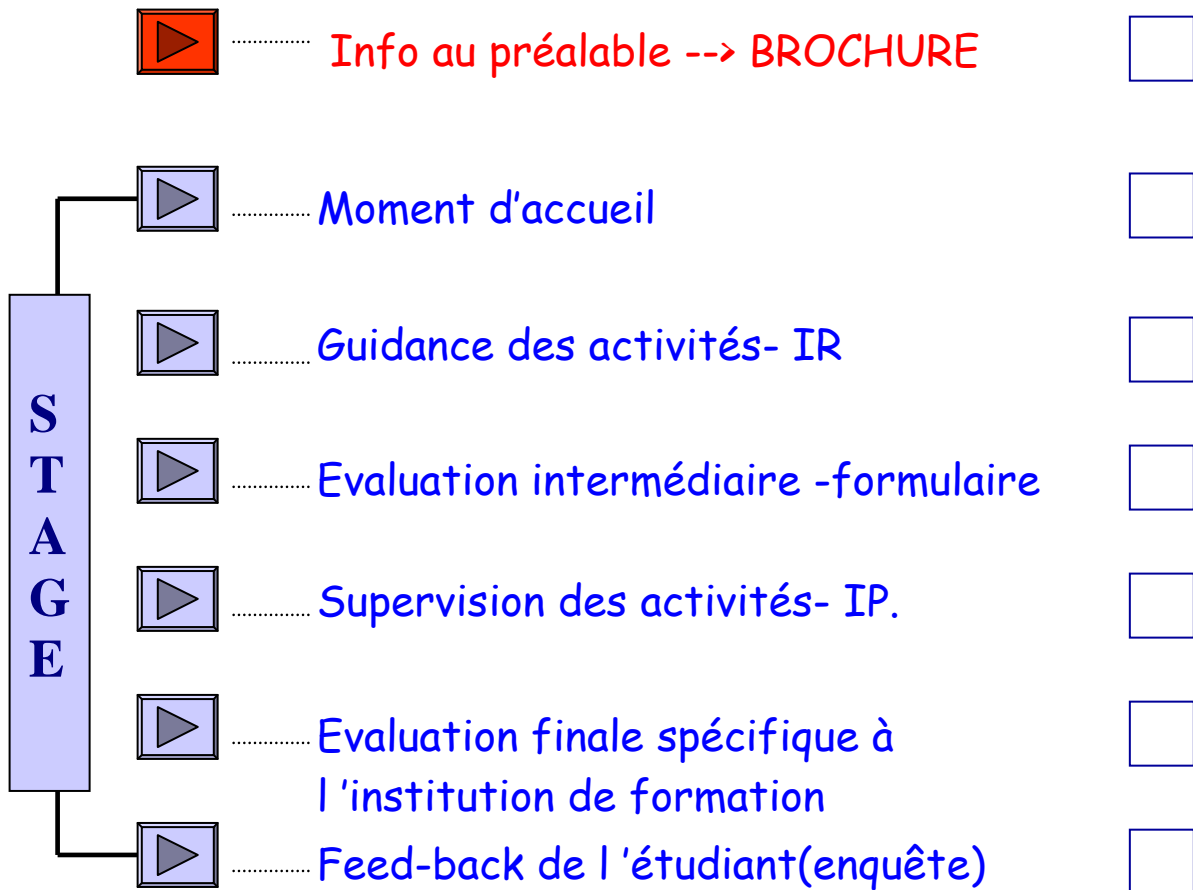 Info au préalable --> BROCHURE
Moment d’accueil
Guidance des activités- IR
STAGE
Evaluation intermédiaire -formulaire
Supervision des activités- IP.
Evaluation finale spécifique à
l ’institution de formation
Feed-back de l ’étudiant(enquête)